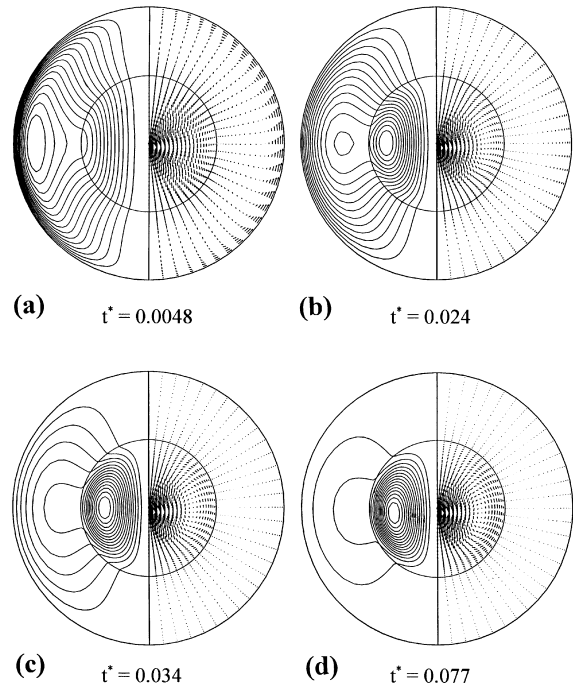 (a) t* = 0.0048
(b) t* = 0.024
(c) t* = 0.034
(d) t* = 0.077